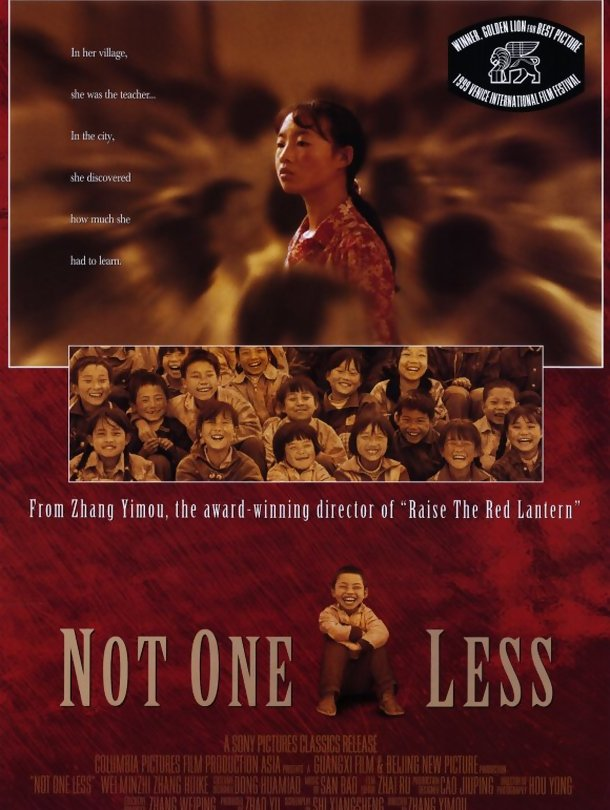 In her village,
she was the teacher...
In the city,
she discovered
how much she
had to learn.
WINNER, GOLDEN LION FOR BEST PICTURE
1999 VENICE INTERNATIONAL FILM FESTIVAL
From Zhang Yimou, the award-winning director of “Raise The Red Lantern”
NOT ONE LESS
A SONY PICTURES CLASSICS RELEASE
COLUMBIA PICTURES FILM PRODUCTION ASIA PRESENTS A GUANGXI FILM & BEIJING NEW PICTURE PRODUCTION
"NOT ONE LESS" WEI MINZHI ZHANG HUIKE DONG HUAMIAO MUSIC BY SAN BAO ZHAI RU CAO JIUPING HOU YONG
ZHANG WEIPING ZHAO YU SHI XIANGSHENG ZHANG YIMOU